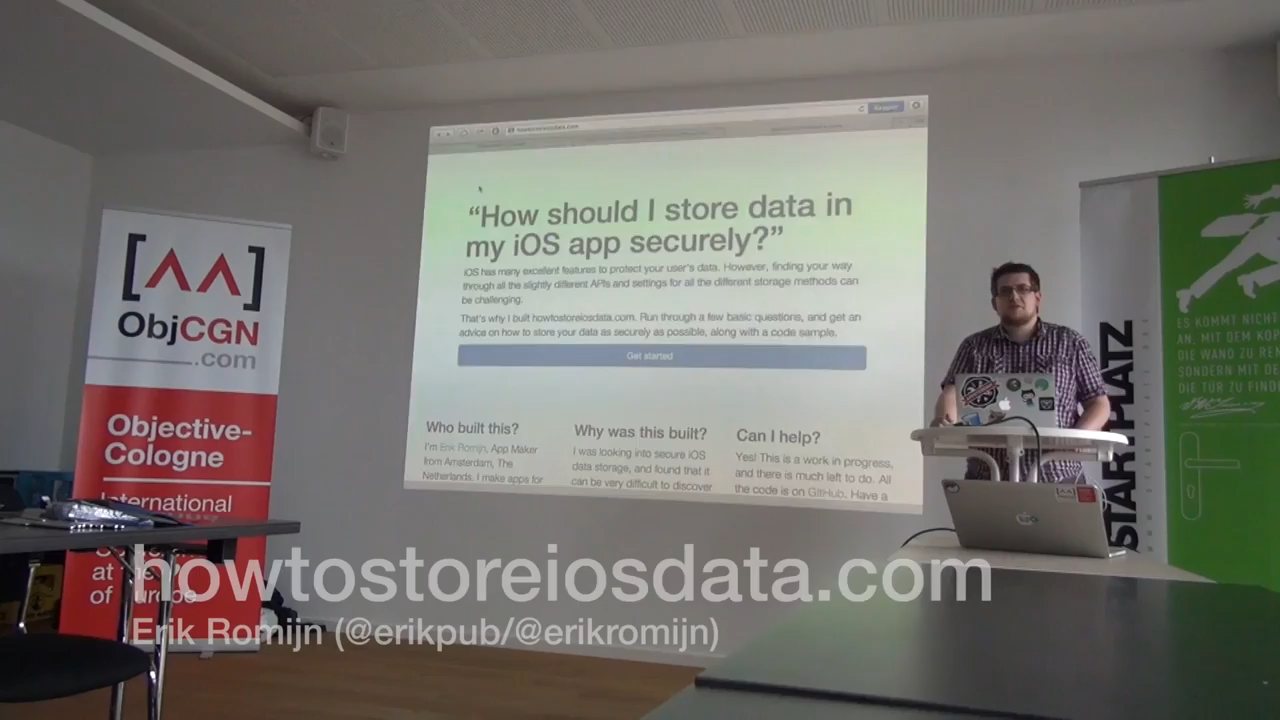 howtostoreiosdata.com
“How should I store data in
my iOS app securely?”
iOS has many excellent features to protect your user's data. However, finding your way
through all the slightly different APIs and settings for all the different storage methods can
be challenging.
That's why I built howtostoreiosdata.com. Run through a few basic questions, and get an
advice on how to store your data as securely as possible, along with a code sample.
Get started
Who built this?
I'm Erik Romijn, App Maker
from Amsterdam, The
Netherlands. I make apps for
Why was this built?
I was looking into secure iOS
data storage, and found that it
can be very difficult to discover
Can I help?
Yes! This is a work in progress,
and there is much left to do. All
the code is on GitHub. Have a
[^^]
ObjCGN
.com
Objective-
Cologne
International
at
of
STARTPLATZ
ES KOMMT NICHT
AN, MIT DEM KOP
DIE WAND ZU REN
SONDERN MIT DE
DIE TÜR ZU FINDE
howtostoreiosdata.com
Erik Romijn (@erikpub/@erikromijn)